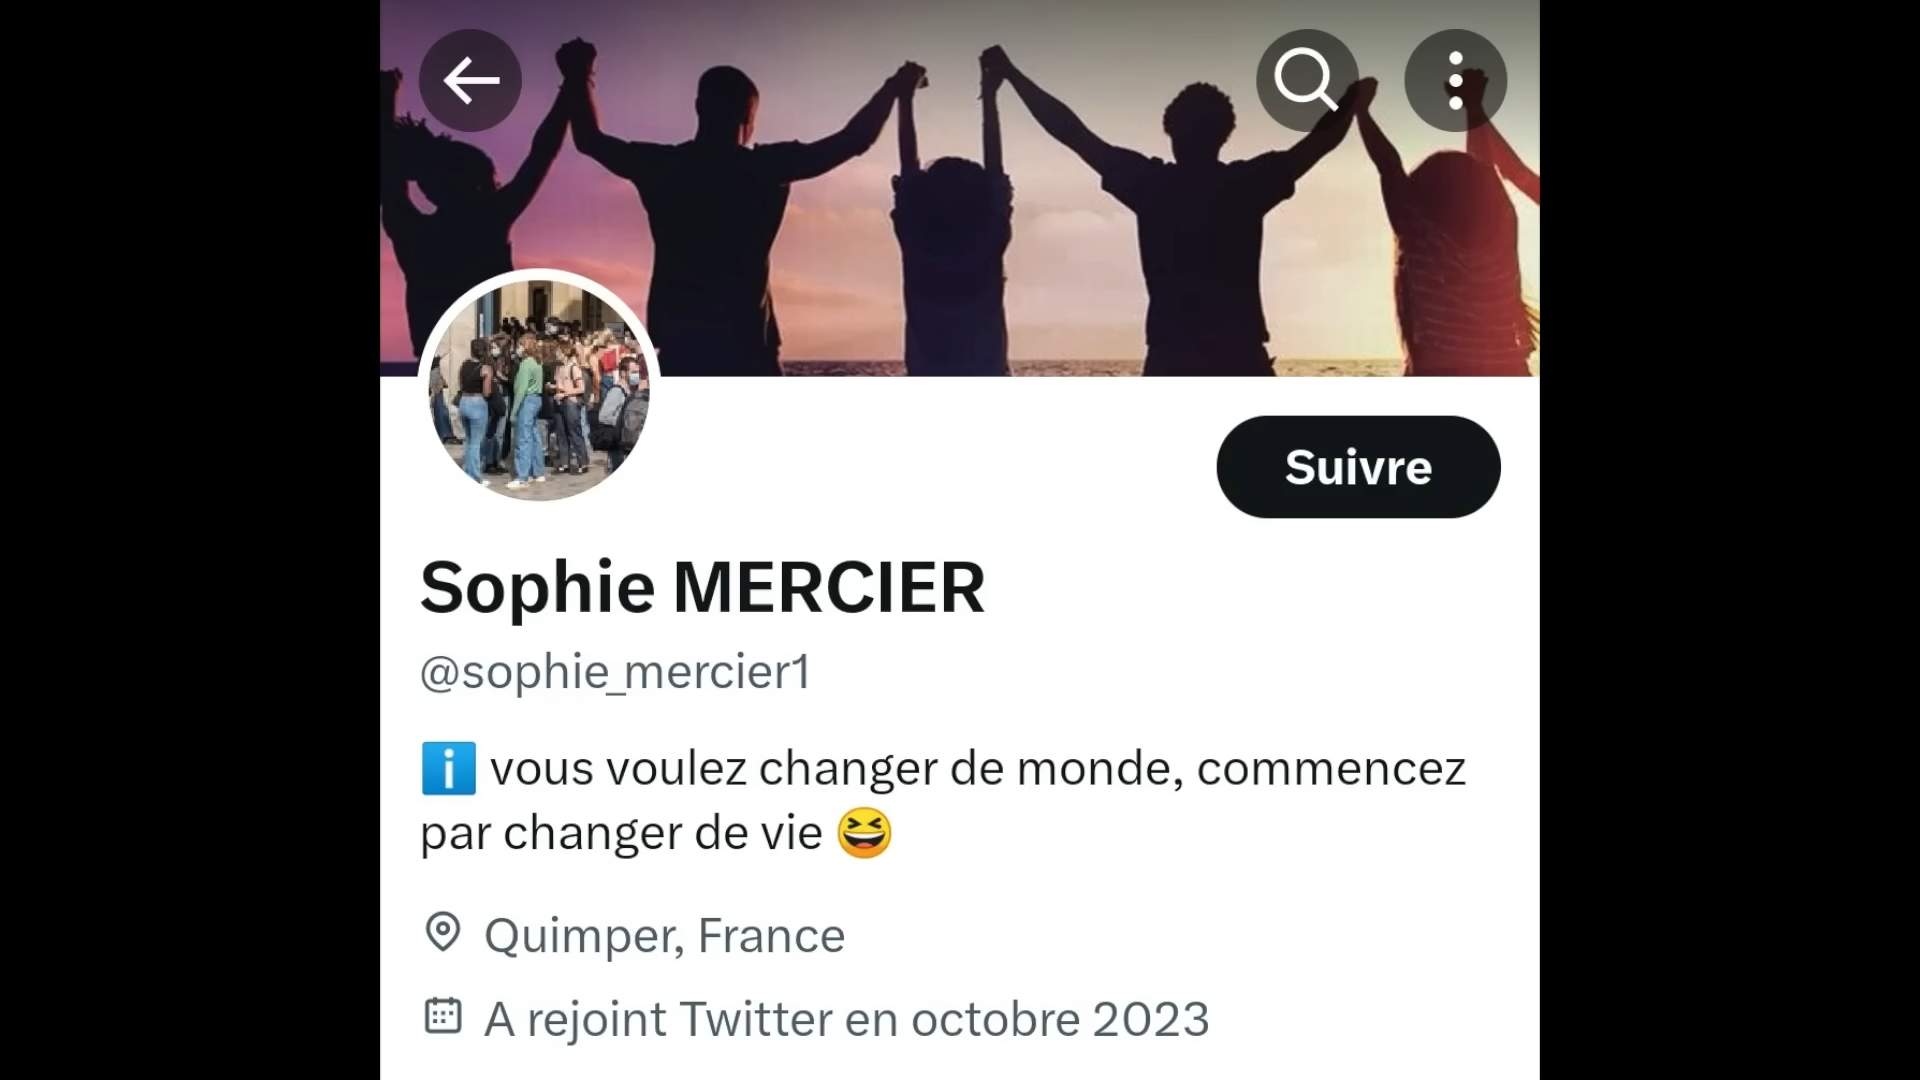 Suivre
Sophie MERCIER
@sophie_mercier1
ℹ️ vous voulez changer de monde, commencez
par changer de vie 😆
Quimper, France
A rejoint Twitter en octobre 2023